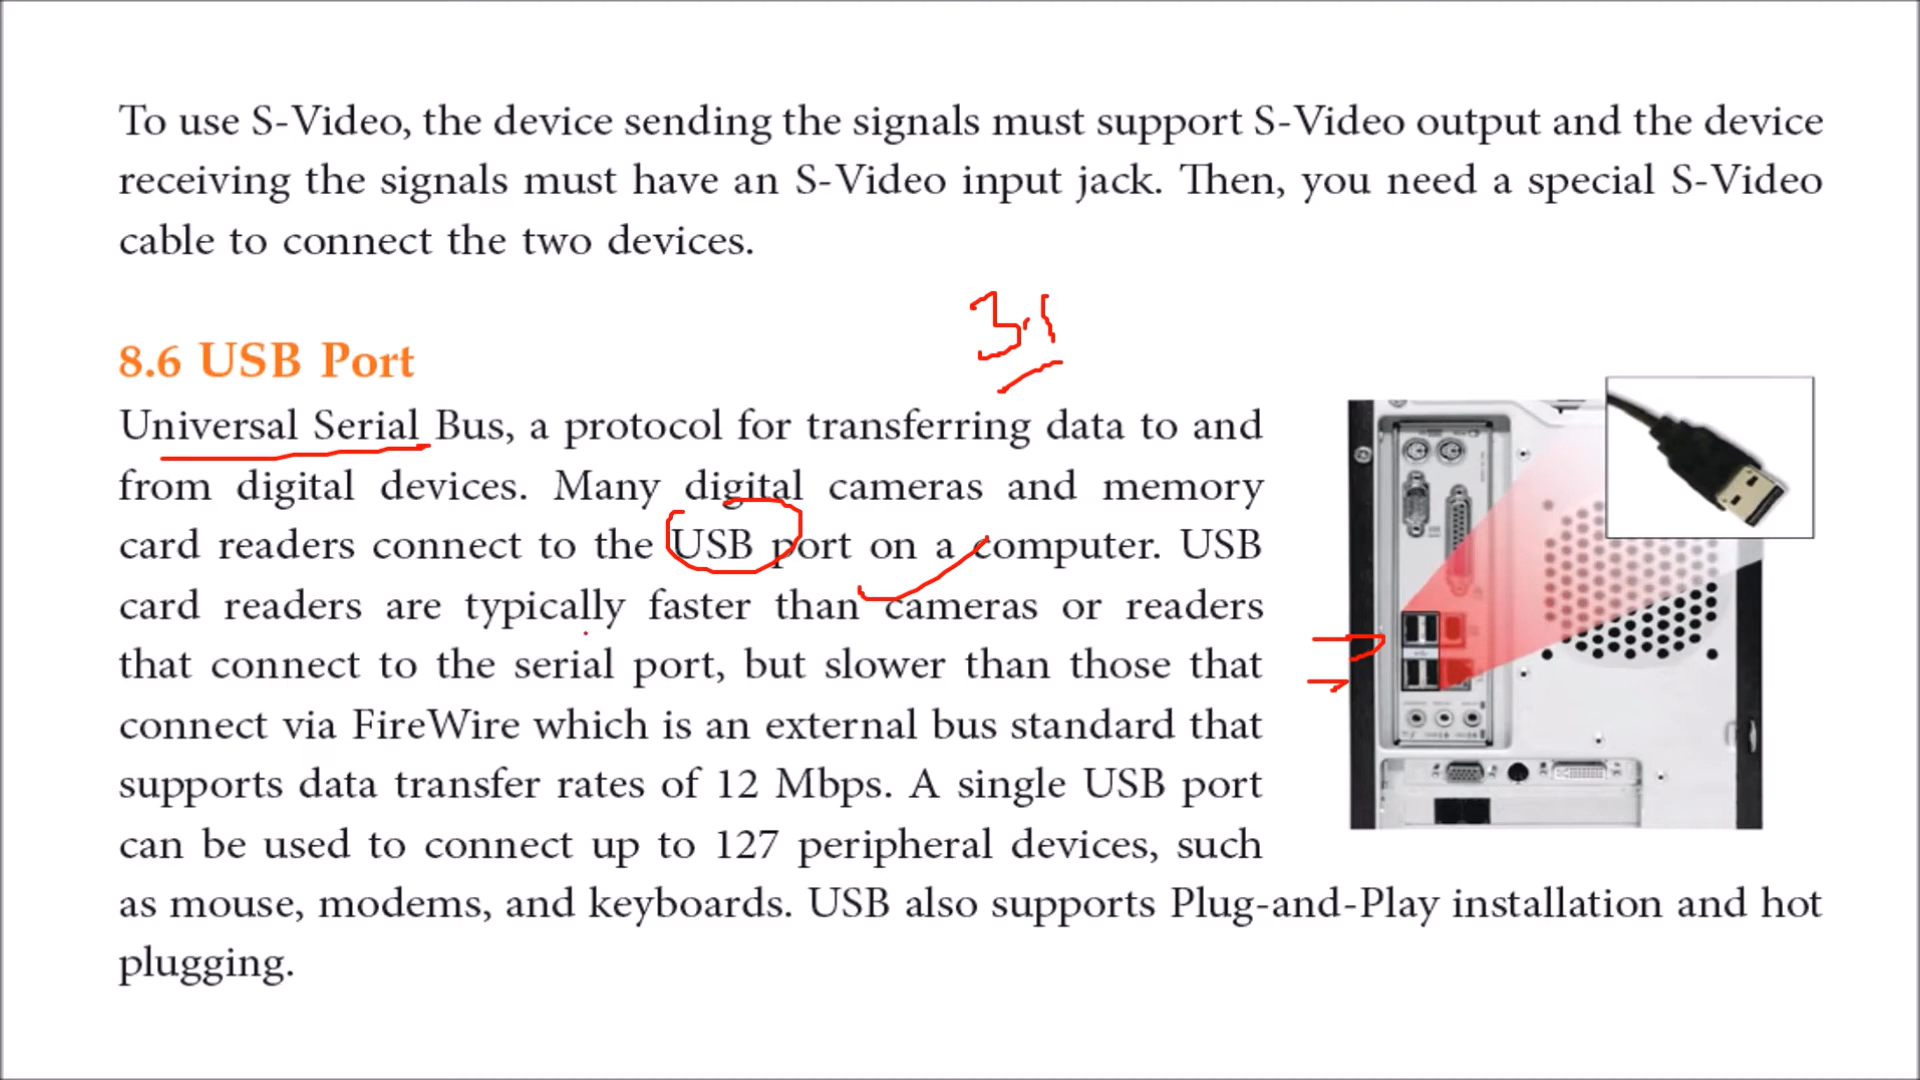 To use S-Video, the device sending the signals must support S-Video output and the device
receiving the signals must have an S-Video input jack. Then, you need a special S-Video
cable to connect the two devices.
3.1
8.6 USB Port
Universal Serial Bus, a protocol for transferring data to and
from digital devices. Many digital cameras and memory
card readers connect to the USB port on a computer. USB
card readers are typically faster than cameras or readers
that connect to the serial port, but slower than those that
connect via FireWire which is an external bus standard that
supports data transfer rates of 12 Mbps. A single USB port
can be used to connect up to 127 peripheral devices, such
as mouse, modems, and keyboards. USB also supports Plug-and-Play installation and hot
plugging.